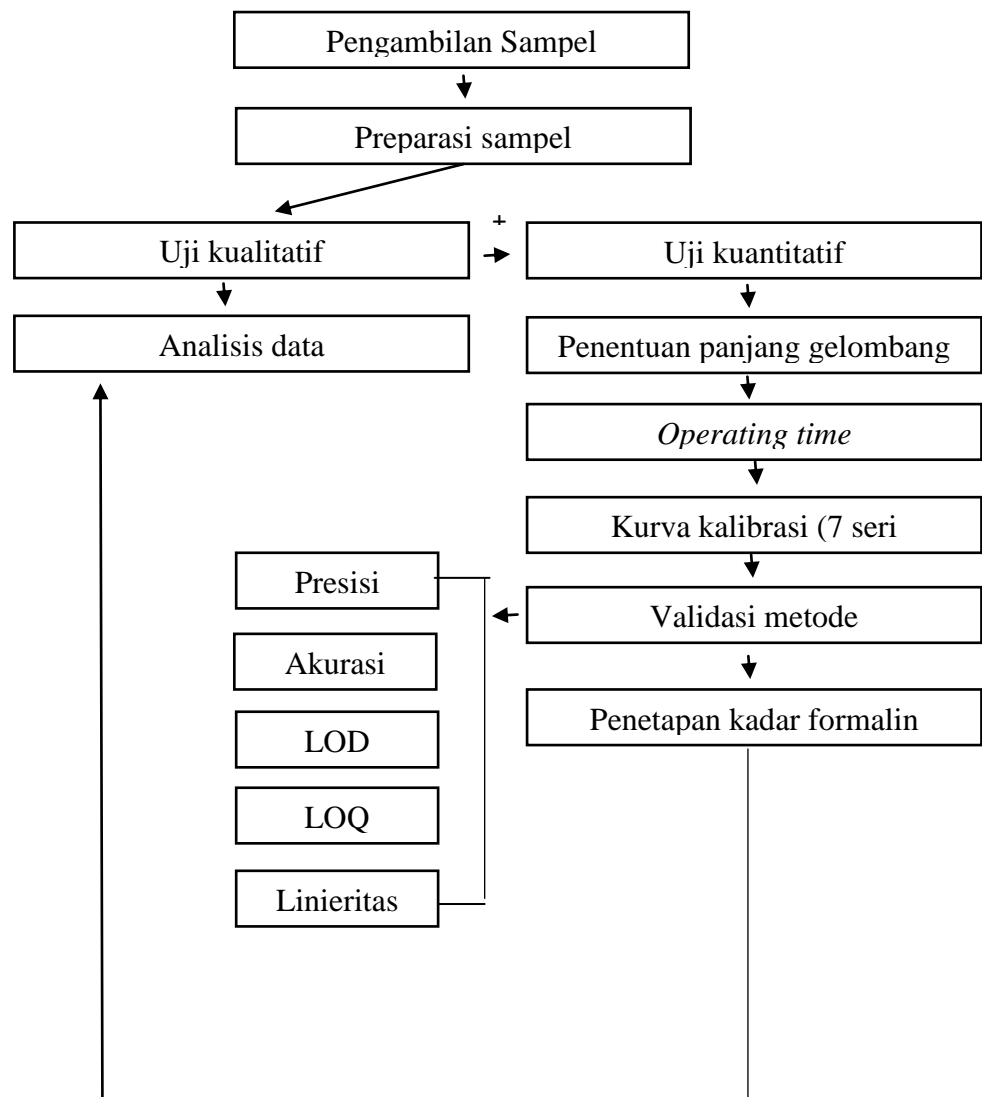 Pengambilan Sampel
Preparasi sampel
+
Uji kualitatif
Uji kuantitatif
Analisis data
Penentuan panjang gelombang
Operating time
Kurva kalibrasi (7 seri
Presisi
Validasi metode
Akurasi
Penetapan kadar formalin
LOD
LOQ
Linieritas